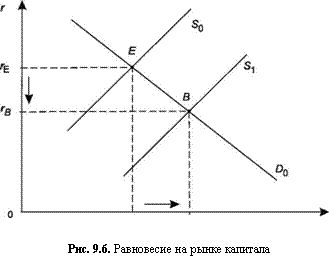 r
S₀
E
S₁
rE
B
rB
D₀
0
Рис. 9.6. Равновесие на рынке капитала